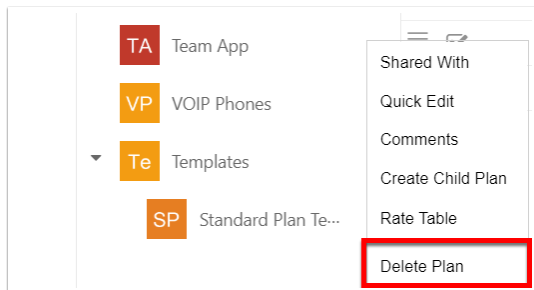 TA Team App
VP VOIP Phones
Te Templates
SP Standard Plan Te...
Shared With
Quick Edit
Comments
Create Child Plan
Rate Table
Delete Plan